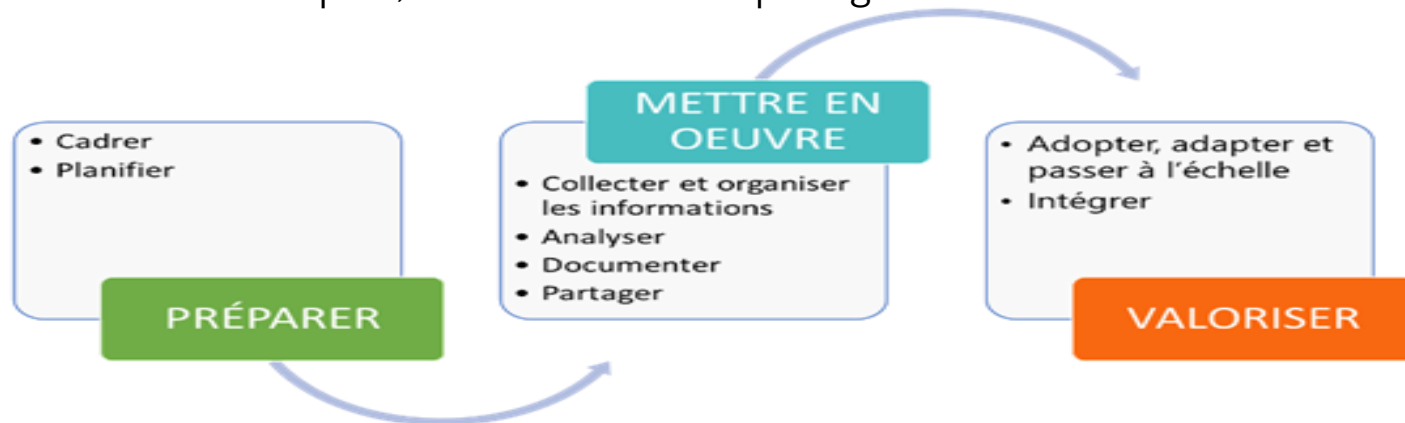 • Cadrer
• Planifier
PRÉPARER
METTRE EN
OEUVRE
• Collecter et organiser
les informations
• Analyser
• Documenter
• Partager
• Adopter, adapter et
passer à l'échelle
• Intégrer
VALORISER